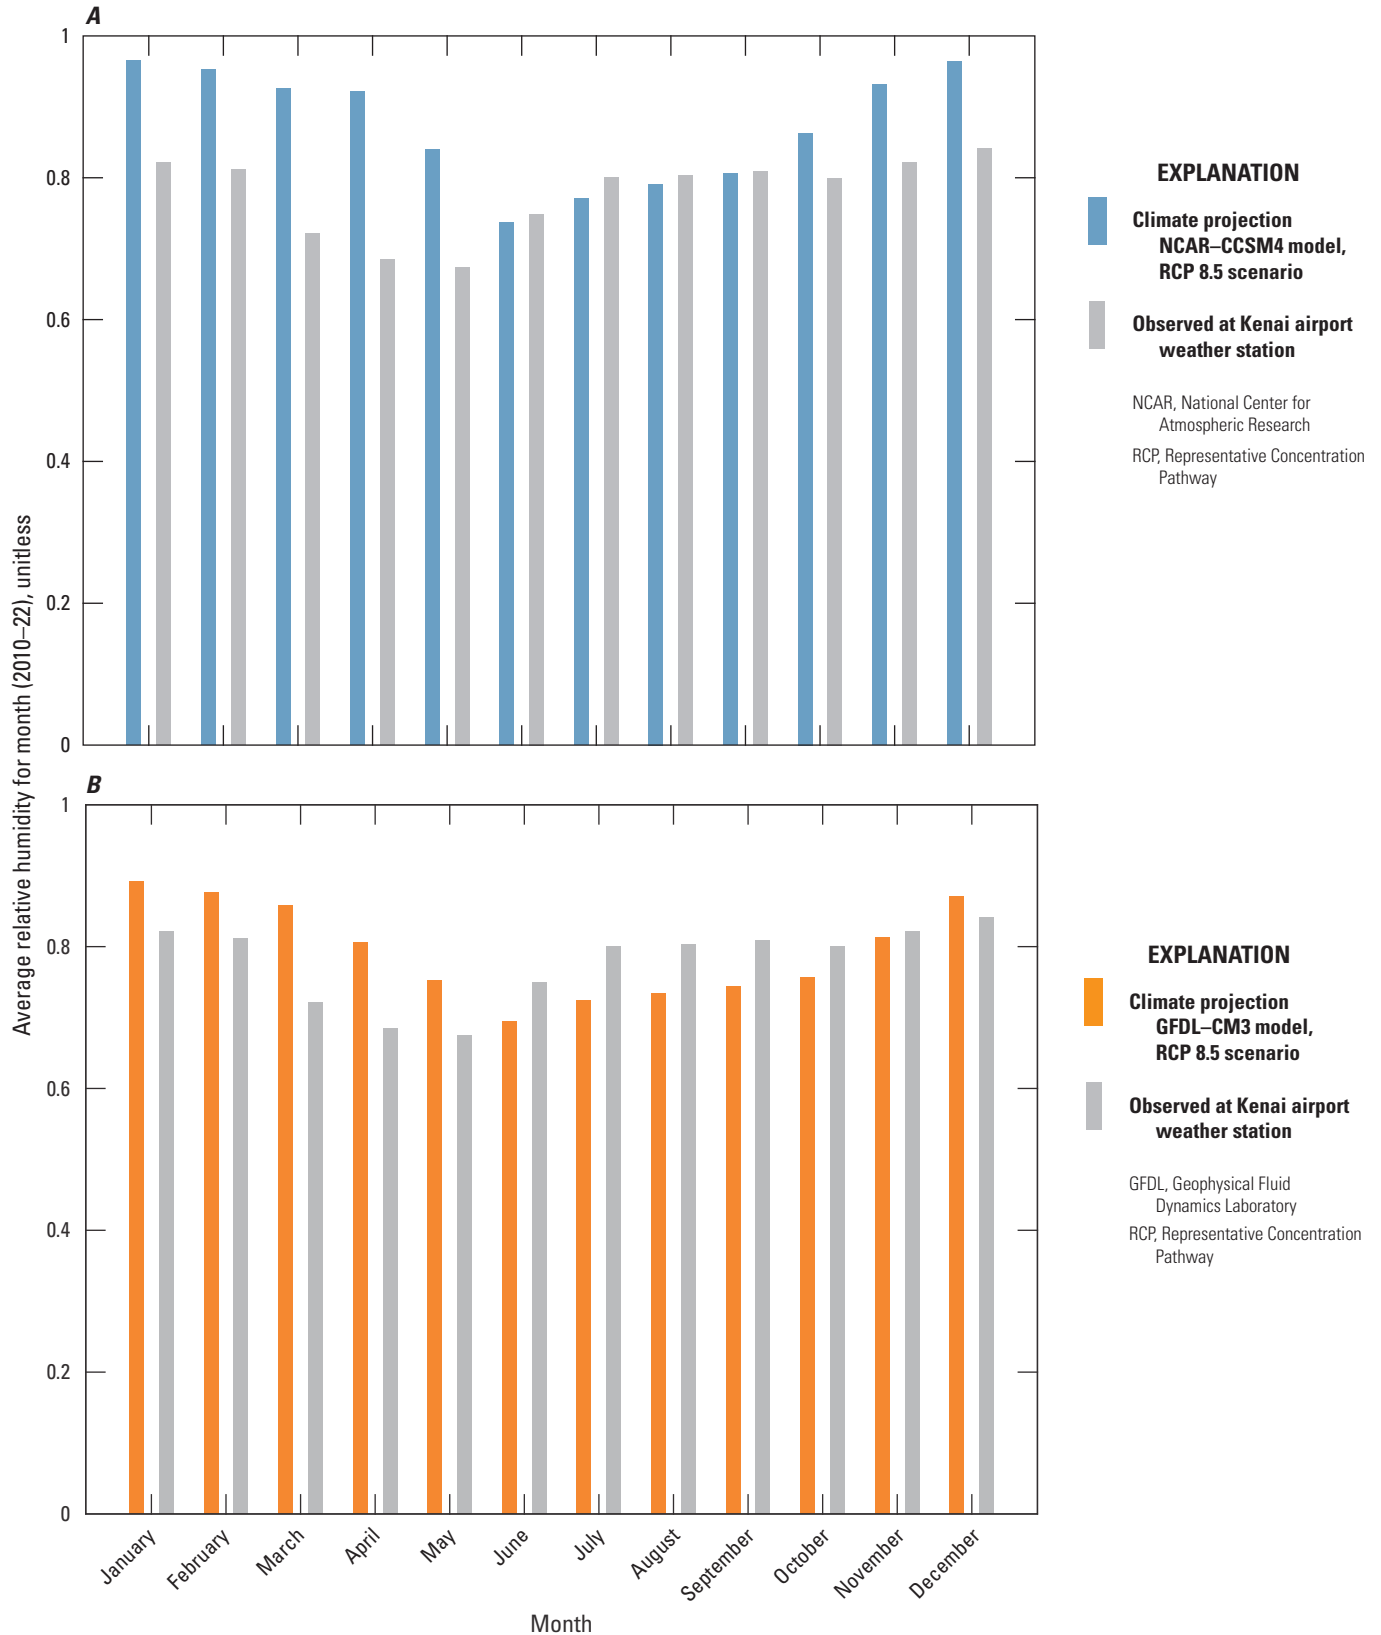 A
1
0.8
0.6
0.4
0.2
0
EXPLANATION
Climate projection
NCAR–CCSM4 model,
RCP 8.5 scenario
Observed at Kenai airport
weather station
NCAR, National Center for
Atmospheric Research
RCP, Representative Concentration
Pathway
Average relative humidity for month (2010–22), unitless
B
1
0.8
0.6
0.4
0.2
0
EXPLANATION
Climate projection
GFDL–CM3 model,
RCP 8.5 scenario
Observed at Kenai airport
weather station
GFDL, Geophysical Fluid
Dynamics Laboratory
RCP, Representative Concentration
Pathway
January
February
March
April
May
June
July
August
September
October
November
December
Month